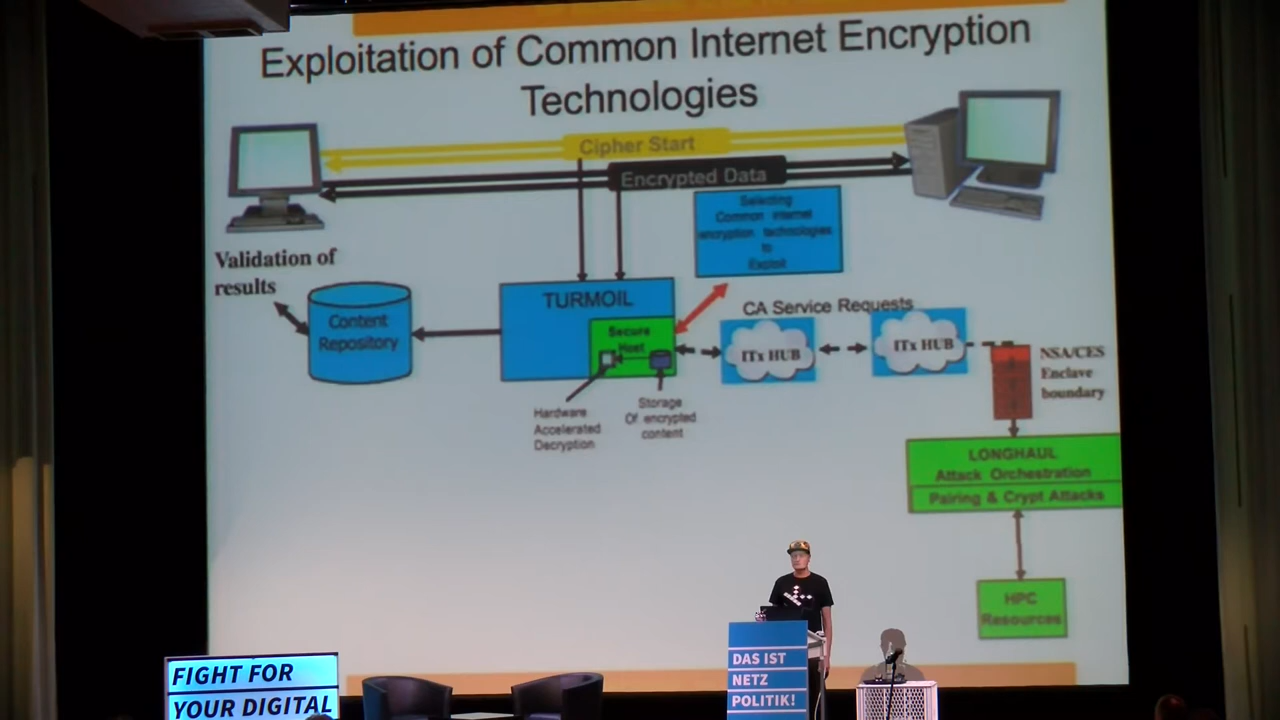 Exploitation of Common Internet Encryption
Technologies
Cipher Start
Encrypted Data
Selecting
Common internet
encryption technologies
to
Exploit
Validation of
results
Content
Repository
TURMOIL
Secure
Host
CA Service Requests
ITx HUB
ITx HUB
NSA/CES
Enclave
boundary
Hardware
Accelerated
Decryption
Storage
Of encrypted
content
LONGHAUL
Attack Orchestration
Pairing & Crypt Attacks
HPC
Resources
FIGHT FOR
YOUR DIGITAL
DAS IST
NETZ
POLITIK!